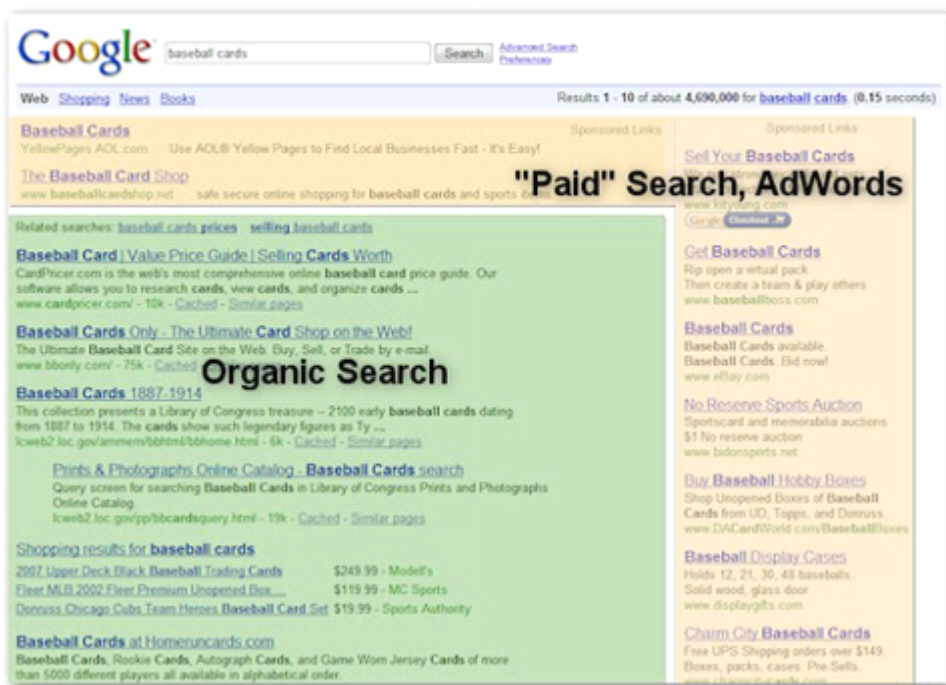 Google baseball cards Search Advanced Search
Preferences
Web Shopping News Books Results 1 - 10 of about 4,690,000 for baseball cards. (0.15 seconds)
Baseball Cards Sponsored Links
YellowPages.AOL.com Use AOL® Yellow Pages to Find Local Businesses Fast - It's Easy!
The Baseball Card Shop
www.baseballcardshop.net safe secure online shopping for baseball cards and sports
"Paid" Search, AdWords
Related searches: baseball cards prices selling baseball cards
Baseball Card | Value Price Guide | Selling Cards Worth
CardPricer.com is the web's most comprehensive online baseball card price guide. Our
software allows you to research cards, view cards, and organize cards ...
www.cardpricer.com/ - 10k - Cached - Similar pages
Baseball Cards Only - The Ultimate Card Shop on the Web!
The Ultimate Baseball Card Site on the Web. Buy, Sell, or Trade by e-mail.
www.bbonly.com/ - 75k - Cached
Organic Search
Baseball Cards 1887-1914
This collection presents a Library of Congress treasure -- 2100 early baseball cards dating
from 1887 to 1914. The cards show such legendary figures as Ty ...
lcweb2.loc.gov/ammem/bbhtml/bbhome.html - 6k - Cached - Similar pages
Prints & Photographs Online Catalog - Baseball Cards search
Query screen for searching Baseball Cards in Library of Congress Prints and Photographs
Online Catalog.
lcweb2.loc.gov/pp/bbcardsquery.html - 19k - Cached - Similar pages
Shopping results for baseball cards
2007 Upper Deck Black Baseball Trading Cards $249.99 - Modell's
Fleer MLB 2002 Fleer Premium Unopened Box ... $119.99 - MC Sports
Donruss Chicago Cubs Team Heroes Baseball Card Set $19.99 - Sports Authority
Baseball Cards at Homeruncards.com
Baseball Cards, Rookie Cards, Autograph Cards, and Game Worn Jersey Cards of more
than 5000 different players all available in alphabetical order.
Sponsored Links
Sell Your Baseball Cards
www.kityoung.com
Google Checkout
Get Baseball Cards
Rip open a virtual pack
Then create a team & play others
www.baseballboss.com
Baseball Cards
Baseball Cards available.
Baseball Cards. Bid now!
www.eBay.com
No Reserve Sports Auction
Sportscard and memorabilia auctions
$1 No reserve auction
www.bidonsports.net
Buy Baseball Hobby Boxes
Shop Unopened Boxes of Baseball
Cards from UD, Topps, and Donruss.
www.DACardWorld.com/BaseballBoxes
Baseball Display Cases
Holds 12, 21, 30, 48 baseballs.
Solid wood, glass door
www.displaygifts.com
Charm City Baseball Cards
Free UPS Shipping orders over $149.
Boxes, packs, cases. Pre-Sells.
www.charmcitycards.com